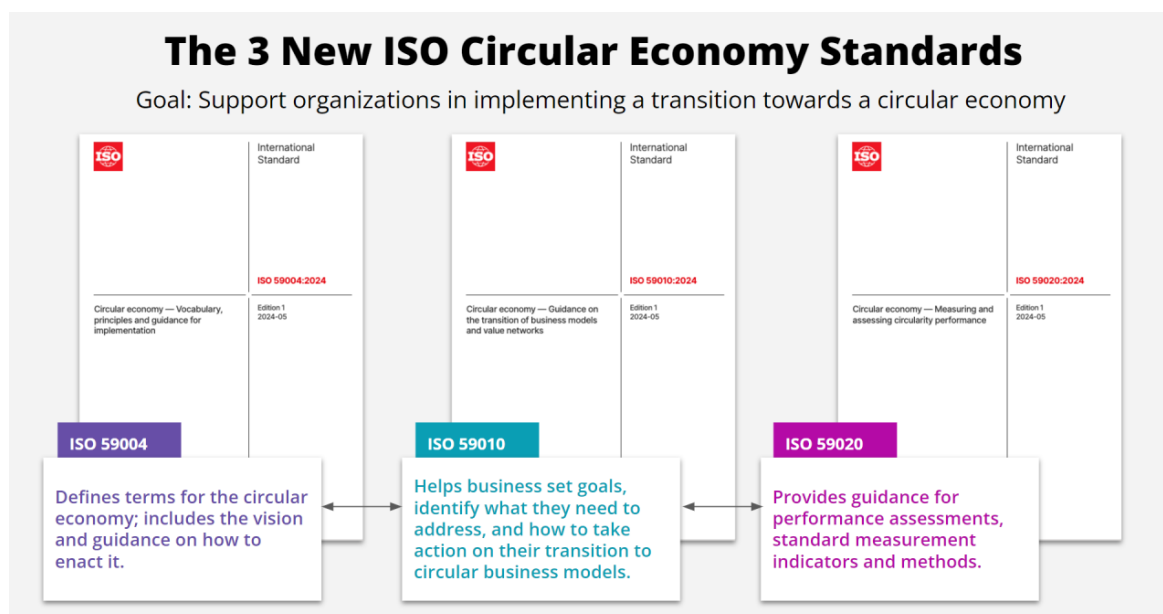 The 3 New ISO Circular Economy Standards
Goal: Support organizations in implementing a transition towards a circular economy
ISO
International
Standard
ISO 59004:2024
Circular economy — Vocabulary,
principles and guidance for
implementation
Edition 1
2024-05
ISO 59004
Defines terms for the circular
economy; includes the vision
and guidance on how to
enact it.
ISO
International
Standard
ISO 59010:2024
Circular economy — Guidance on
the transition of business models
and value networks
Edition 1
2024-05
ISO 59010
Helps business set goals,
identify what they need to
address, and how to take
action on their transition to
circular business models.
ISO
International
Standard
ISO 59020:2024
Circular economy — Measuring and
assessing circularity performance
Edition 1
2024-05
ISO 59020
Provides guidance for
performance assessments,
standard measurement
indicators and methods.